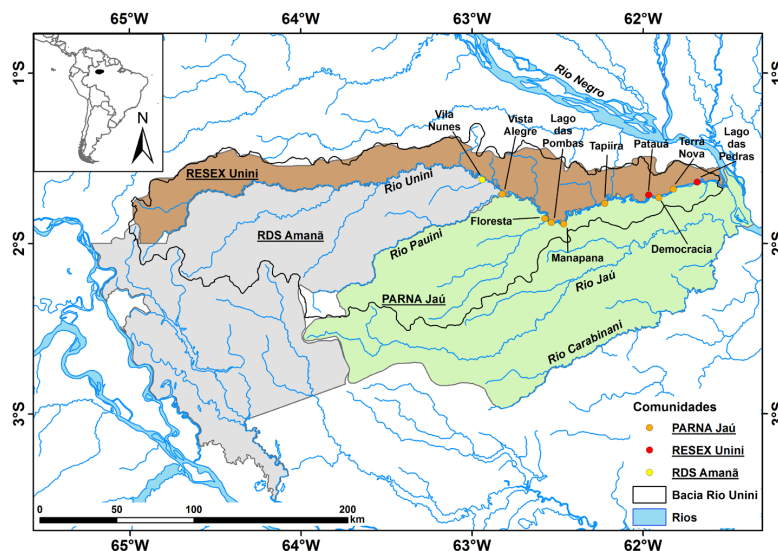 65°W 64°W 63°W 62°W
1°S
2°S
3°S
1°S
2°S
3°S
N
Rio Negro
Vila
Nunes
Vista
Alegre
Lago
das
Pombas
Tapiíra
Patauá
Terra
Nova
Lago
das
Pedras
RESEX Unini
Rio Unini
RDS Amanã
Floresta
Rio Pauini
Manapana
Democracia
PARNA Jaú
Rio Jaú
Rio Carabinani
Comunidades
PARNA Jaú
RESEX Unini
RDS Amanã
Bacia Rio Unini
Rios
0 50 100 200
km
65°W 64°W 63°W 62°W